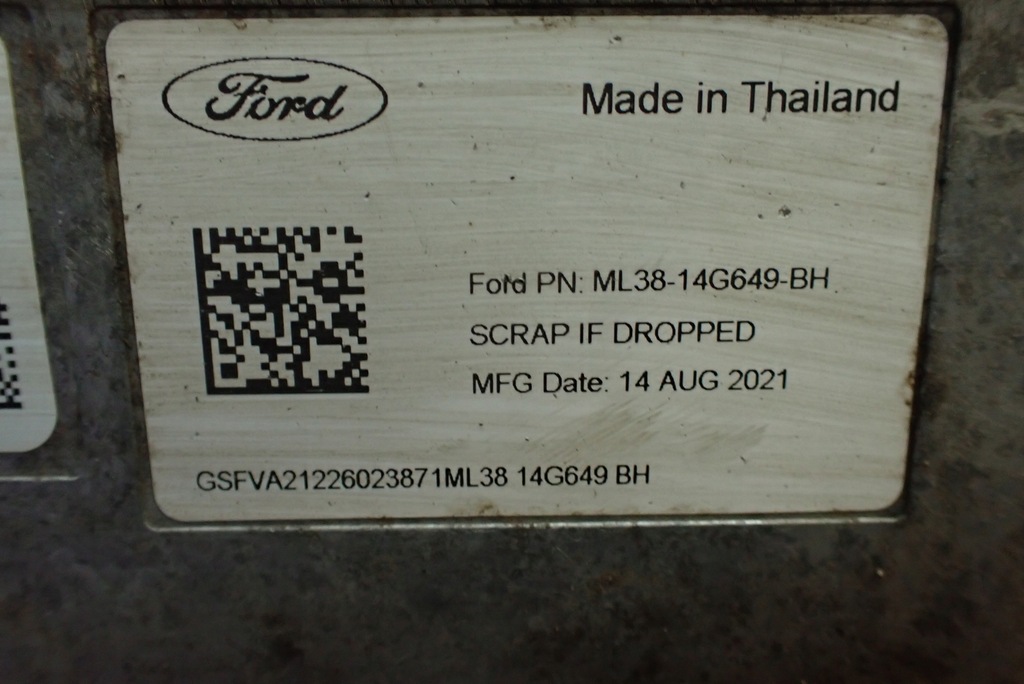 Ford
Made in Thailand
Ford PN: ML38-14G649-BH
SCRAP IF DROPPED
MFG Date: 14 AUG 2021
GSFVA21226023871ML38 14G649 BH